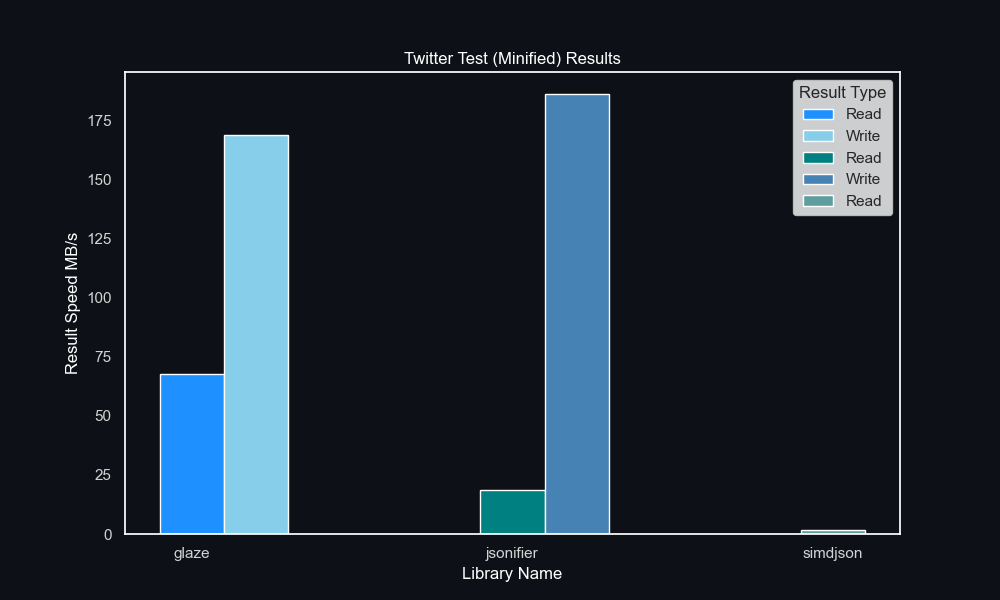 Twitter Test (Minified) Results
Result Type
Read
Write
Read
Write
Read
175
150
125
100
75
50
25
0
Result Speed MB/s
glaze
jsonifier
simdjson
Library Name